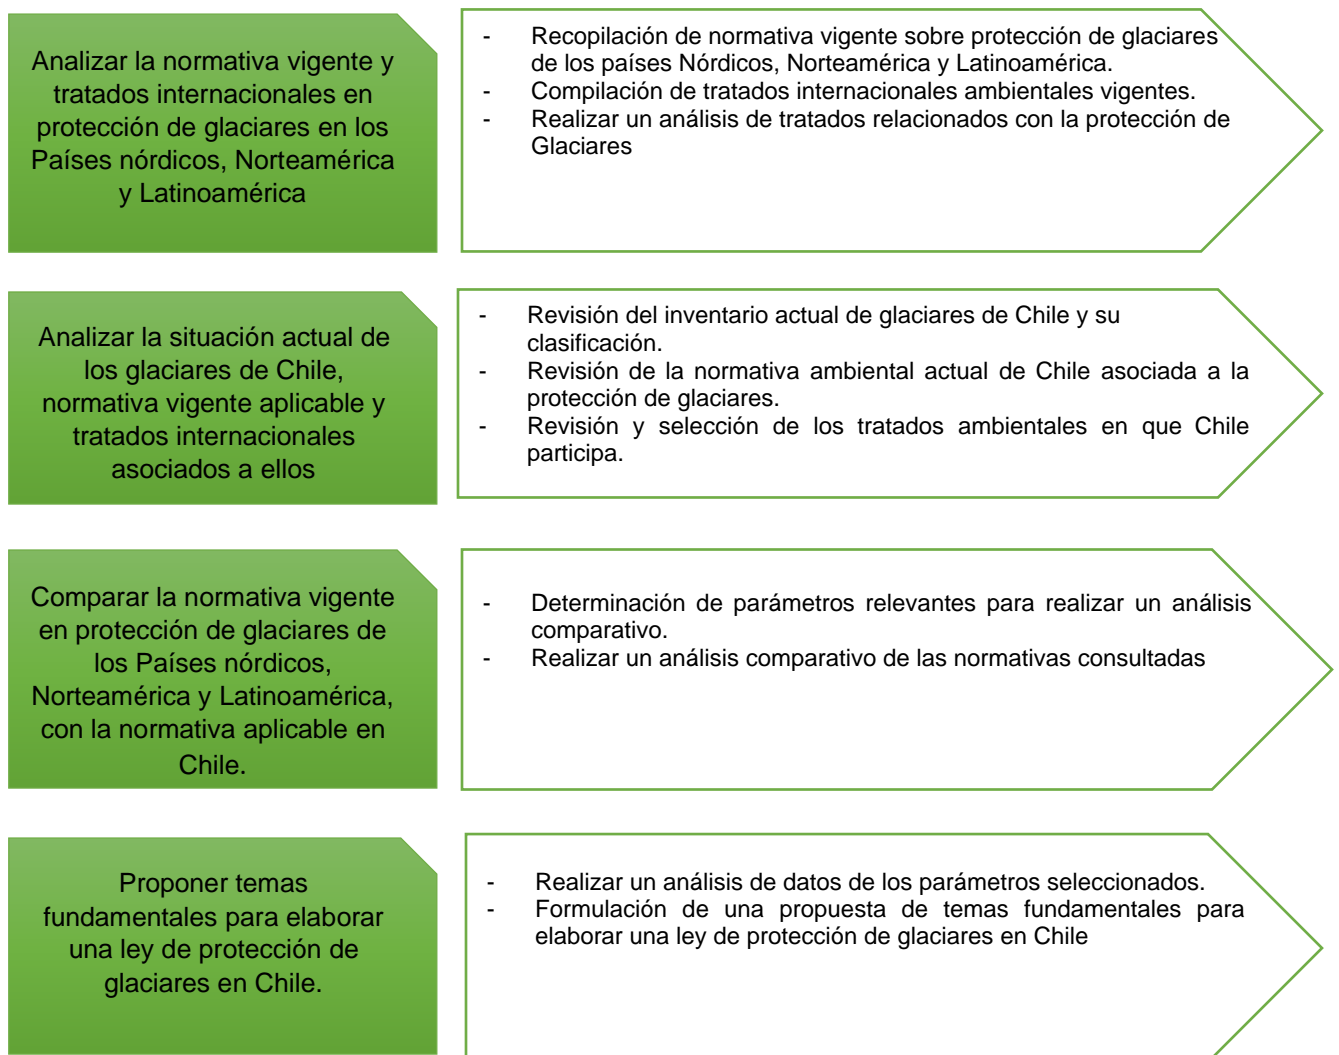 Analizar la normativa vigente y
tratados internacionales en
protección de glaciares en los
Países nórdicos, Norteamérica
y Latinoamérica
- Recopilación de normativa vigente sobre protección de glaciares
de los países Nórdicos, Norteamérica y Latinoamérica.
- Compilación de tratados internacionales ambientales vigentes.
- Realizar un análisis de tratados relacionados con la protección de
Glaciares
Analizar la situación actual de
los glaciares de Chile,
normativa vigente aplicable y
tratados internacionales
asociados a ellos
- Revisión del inventario actual de glaciares de Chile y su
clasificación.
- Revisión de la normativa ambiental actual de Chile asociada a la
protección de glaciares.
- Revisión y selección de los tratados ambientales en que Chile
participa.
Comparar la normativa vigente
en protección de glaciares de
los Países nórdicos,
Norteamérica y Latinoamérica,
con la normativa aplicable en
Chile.
- Determinación de parámetros relevantes para realizar un análisis
comparativo.
- Realizar un análisis comparativo de las normativas consultadas
Proponer temas
fundamentales para elaborar
una ley de protección de
glaciares en Chile.
- Realizar un análisis de datos de los parámetros seleccionados.
- Formulación de una propuesta de temas fundamentales para
elaborar una ley de protección de glaciares en Chile